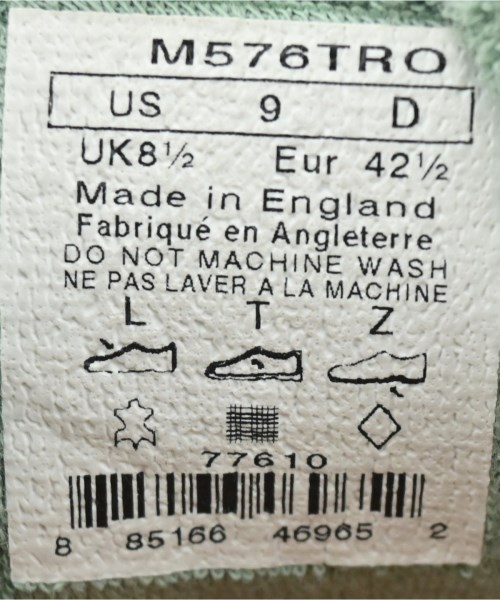 M576TRO
US 9 D
UK8½ Eur 42½
Made in England
Fabriqué en Angleterre
DO NOT MACHINE WASH
NE PAS LAVER A LA MACHINE
L T Z
77610
8 85166 46965 2